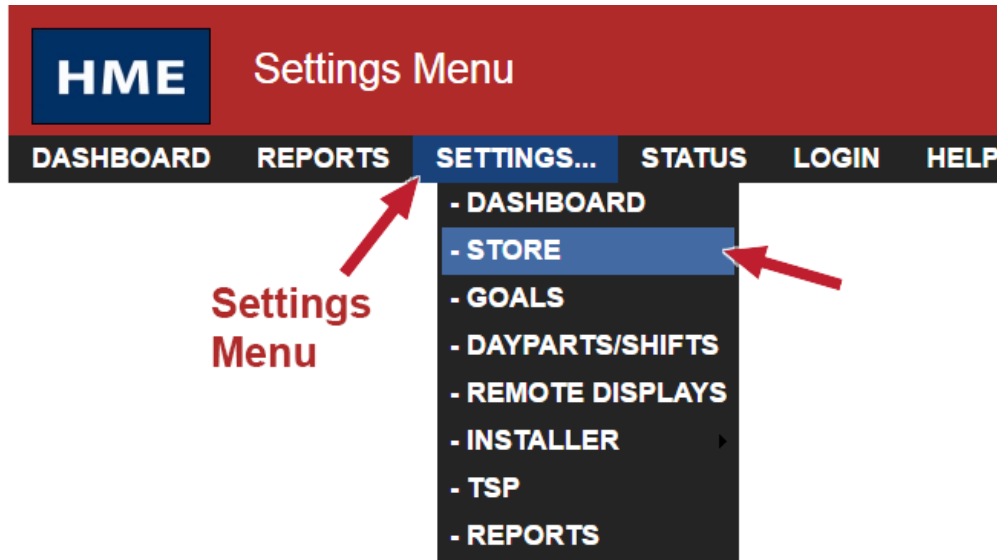 HME
Settings Menu
DASHBOARD REPORTS SETTINGS... STATUS LOGIN HELP
- DASHBOARD
- STORE
- GOALS
- DAYPARTS/SHIFTS
- REMOTE DISPLAYS
- INSTALLER
- TSP
- REPORTS
Settings
Menu